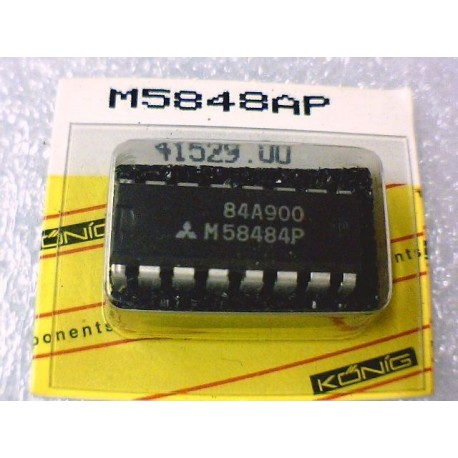 M5848AP
41529.00
84A900
M58484P
KÖNIG
ponents
KÖNIG